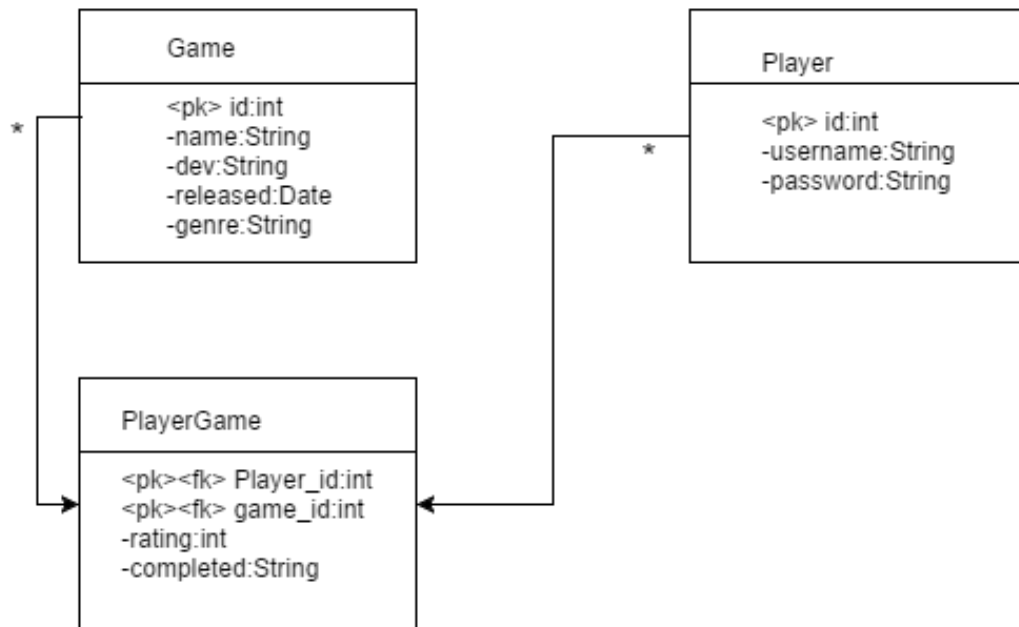 Game
<pk> id:int
-name:String
-dev:String
-released:Date
-genre:String
*
Player
<pk> id:int
-username:String
-password:String
*
PlayerGame
<pk><fk> Player_id:int
<pk><fk> game_id:int
-rating:int
-completed:String